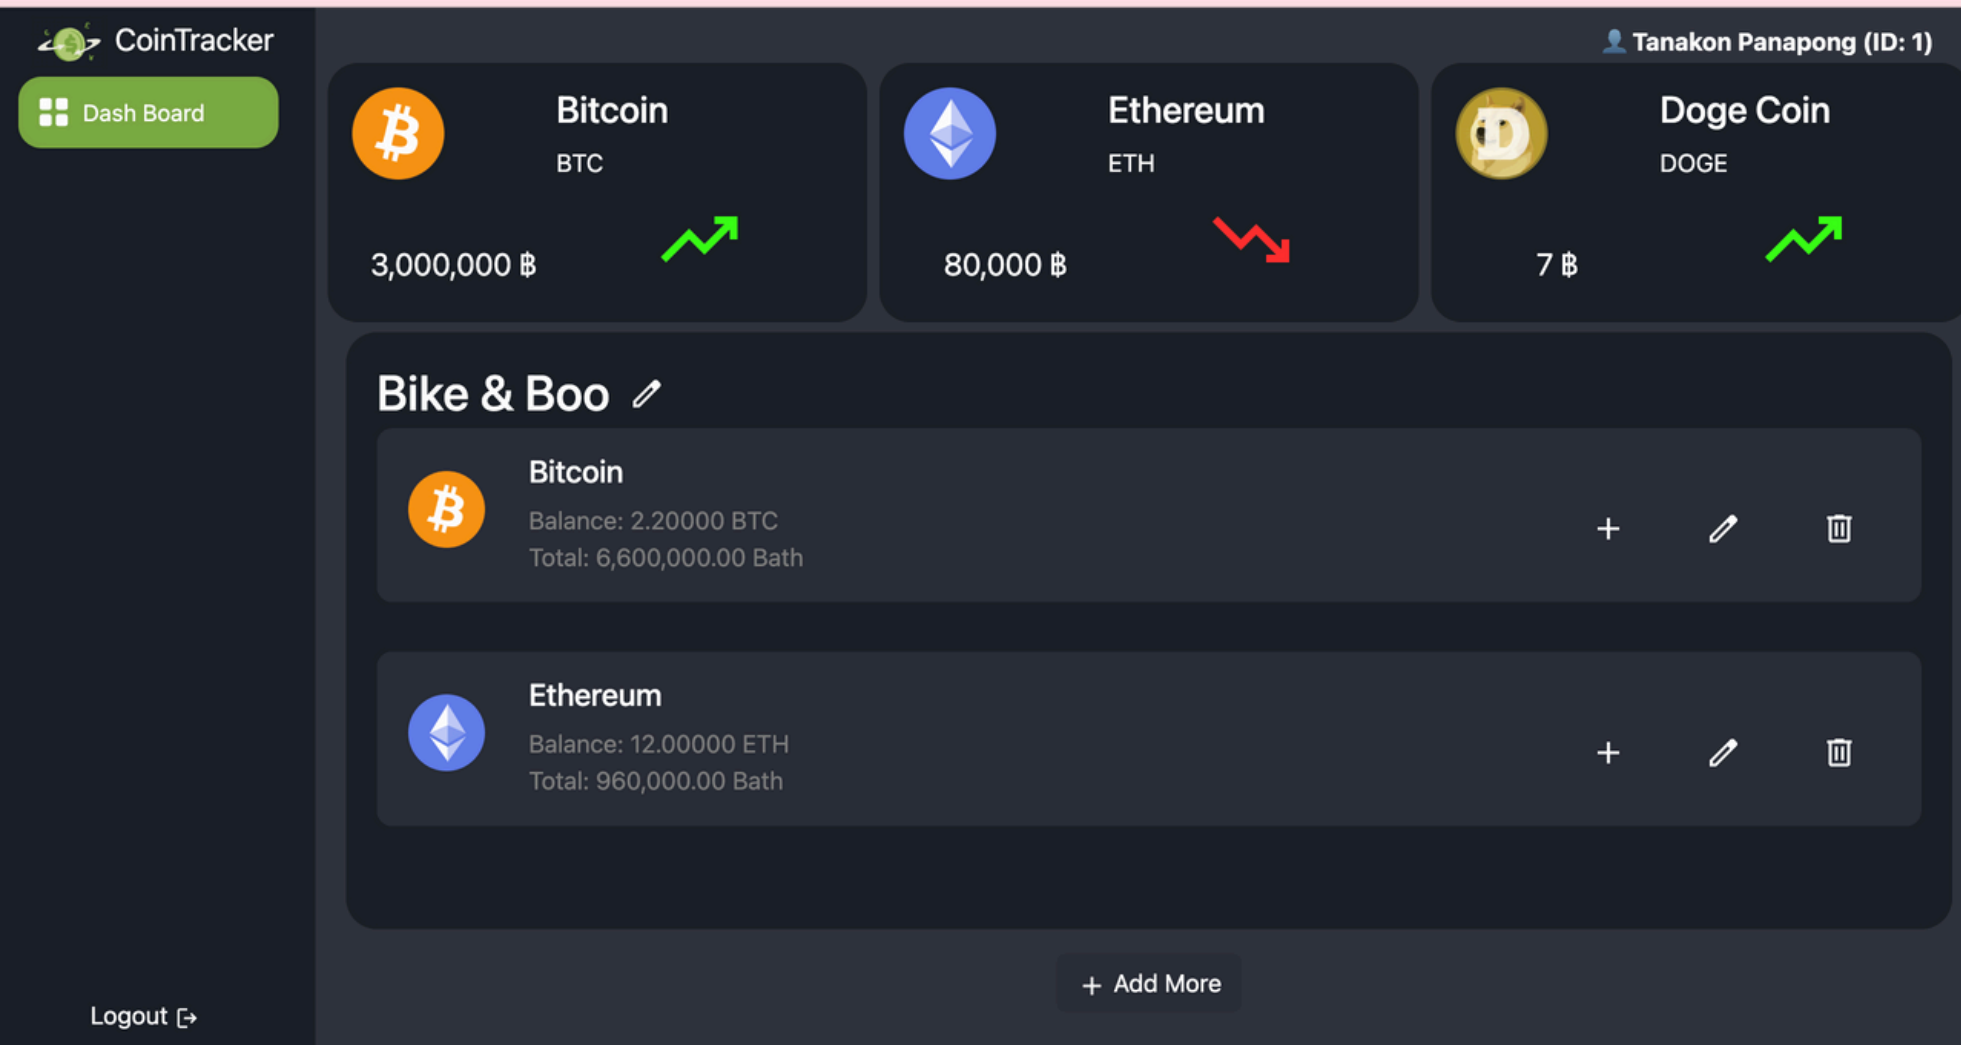 CoinTracker
Dash Board
Tanakon Panapong (ID: 1)
Bitcoin
BTC
3,000,000 ฿
Ethereum
ETH
80,000 ฿
Doge Coin
DOGE
7 ฿
Bike & Boo
Bitcoin
Balance: 2.20000 BTC
Total: 6,600,000.00 Bath
Ethereum
Balance: 12.00000 ETH
Total: 960,000.00 Bath
+ Add More
Logout